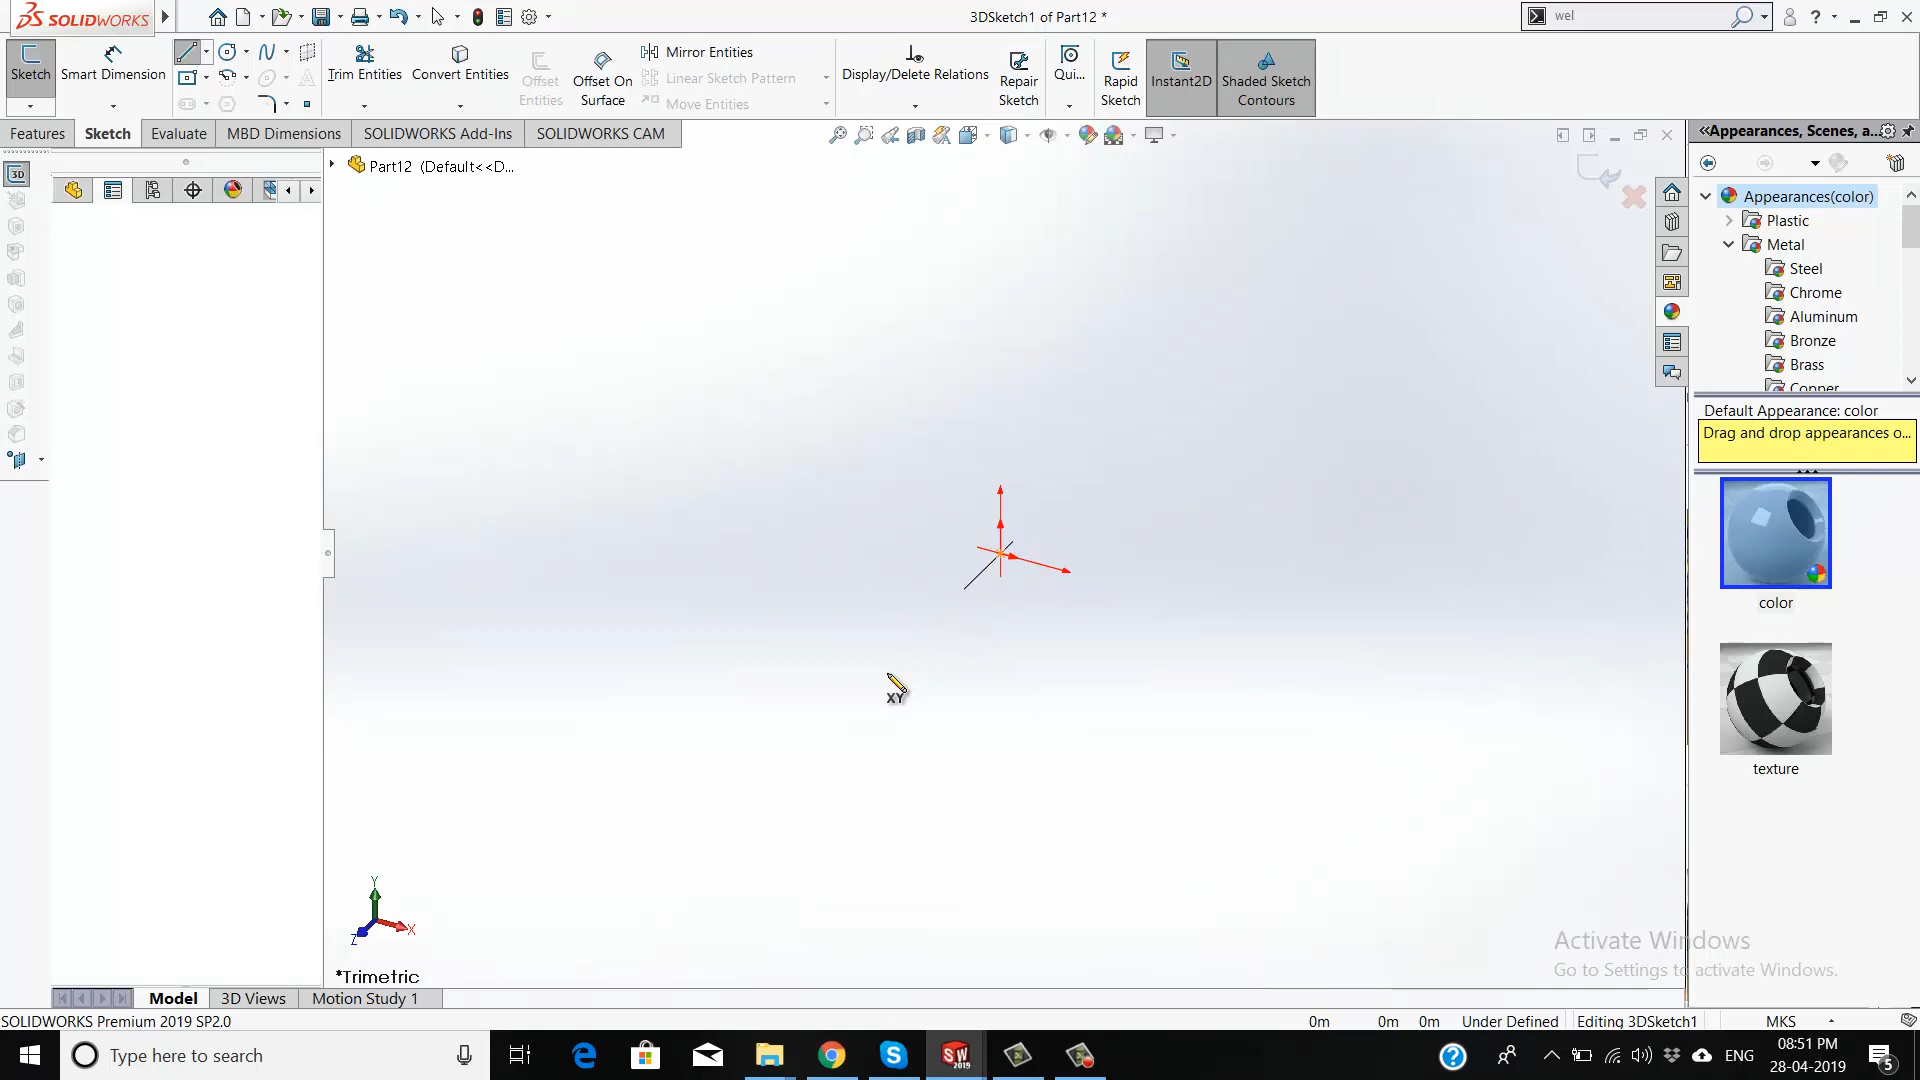 SOLIDWORKS
3DSketch1 of Part12 *
wel
Sketch
Smart Dimension
Trim Entities
Convert Entities
Offset Entities
Offset On Surface
Mirror Entities
Linear Sketch Pattern
Move Entities
Display/Delete Relations
Repair Sketch
Qui...
Rapid Sketch
Instant2D
Shaded Sketch Contours
Features
Sketch
Evaluate
MBD Dimensions
SOLIDWORKS Add-Ins
SOLIDWORKS CAM
3D
Part12 (Default<<D...
Appearances, Scenes, a...
Appearances(color)
Plastic
Metal
Steel
Chrome
Aluminum
Bronze
Brass
Copper
Default Appearance: color
Drag and drop appearances o...
color
texture
XY
Y
X
Z
*Trimetric
Activate Windows
Go to Settings to activate Windows.
Model
3D Views
Motion Study 1
SOLIDWORKS Premium 2019 SP2.0
0m 0m 0m Under Defined Editing 3DSketch1 MKS
Type here to search
SW
2019
ENG
08:51 PM
28-04-2019
5